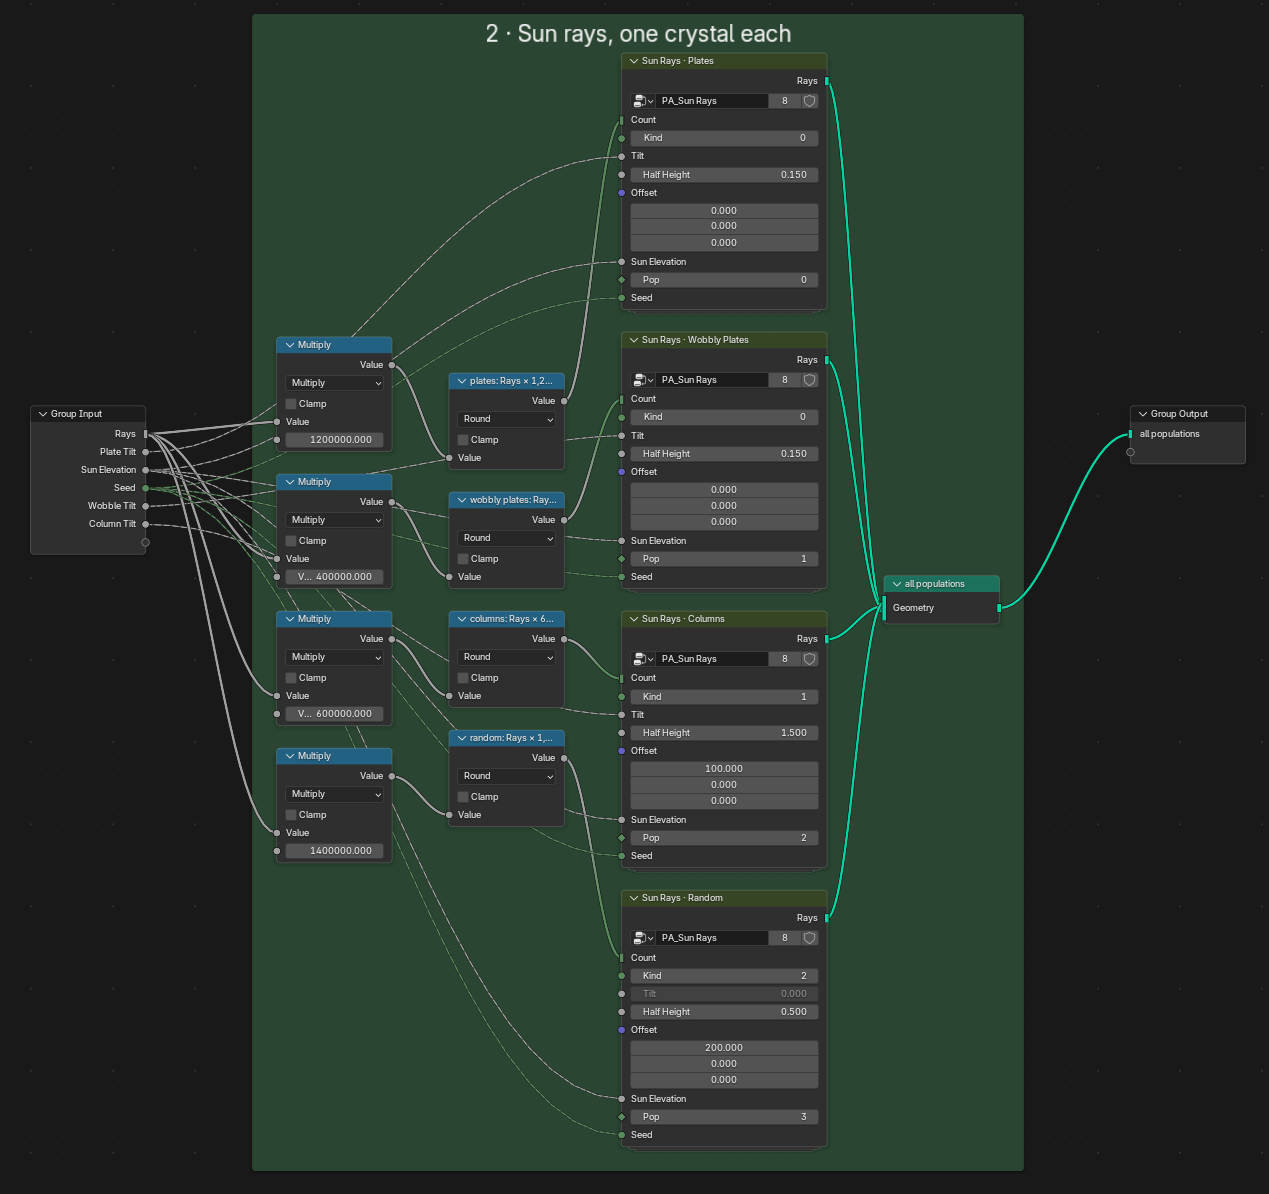 2 · Sun rays, one crystal each
Group Input
Rays
Plate Tilt
Sun Elevation
Seed
Wobble Tilt
Column Tilt
Multiply
Value
Multiply
Clamp
Value
1200000.000
Multiply
Value
Multiply
Clamp
Value
V... 400000.000
Multiply
Value
Multiply
Clamp
Value
V... 600000.000
Multiply
Value
Multiply
Clamp
Value
1400000.000
plates: Rays × 1,2...
Value
Round
Clamp
Value
wobbly plates: Ray...
Value
Round
Clamp
Value
columns: Rays × 6...
Value
Round
Clamp
Value
random: Rays × 1,...
Value
Round
Clamp
Value
Sun Rays · Plates
Rays
PA_Sun Rays 8
Count
Kind 0
Tilt
Half Height 0.150
Offset
0.000
0.000
0.000
Sun Elevation
Pop 0
Seed
Sun Rays · Wobbly Plates
Rays
PA_Sun Rays 8
Count
Kind 0
Tilt
Half Height 0.150
Offset
0.000
0.000
0.000
Sun Elevation
Pop 1
Seed
Sun Rays · Columns
Rays
PA_Sun Rays 8
Count
Kind 1
Tilt
Half Height 1.500
Offset
100.000
0.000
0.000
Sun Elevation
Pop 2
Seed
Sun Rays · Random
Rays
PA_Sun Rays 8
Count
Kind 2
Tilt 0.000
Half Height 0.500
Offset
200.000
0.000
0.000
Sun Elevation
Pop 3
Seed
all populations
Geometry
Group Output
all populations